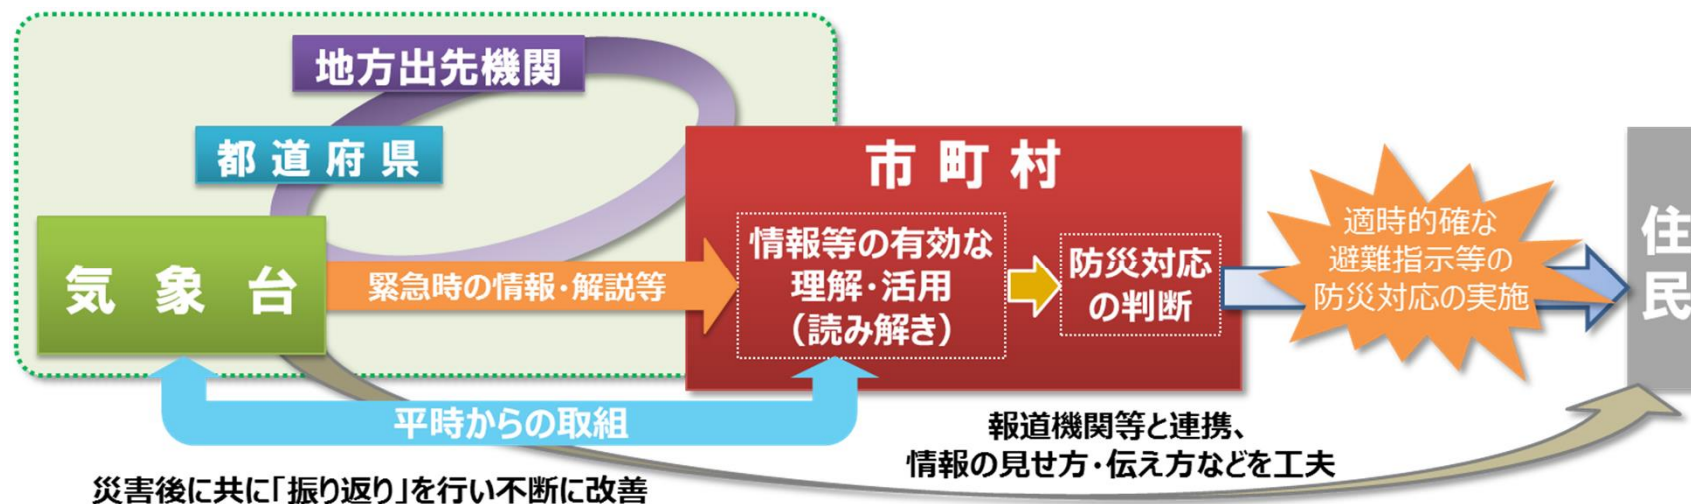 地方出先機関
都道府県
気象台
緊急時の情報・解説等
市町村
情報等の有効な
理解・活用
（読み解き）
防災対応
の判断
適時的確な
避難指示等の
防災対応の実施
住民
平時からの取組
災害後に共に「振り返り」を行い不断に改善
報道機関等と連携、
情報の見せ方・伝え方などを工夫